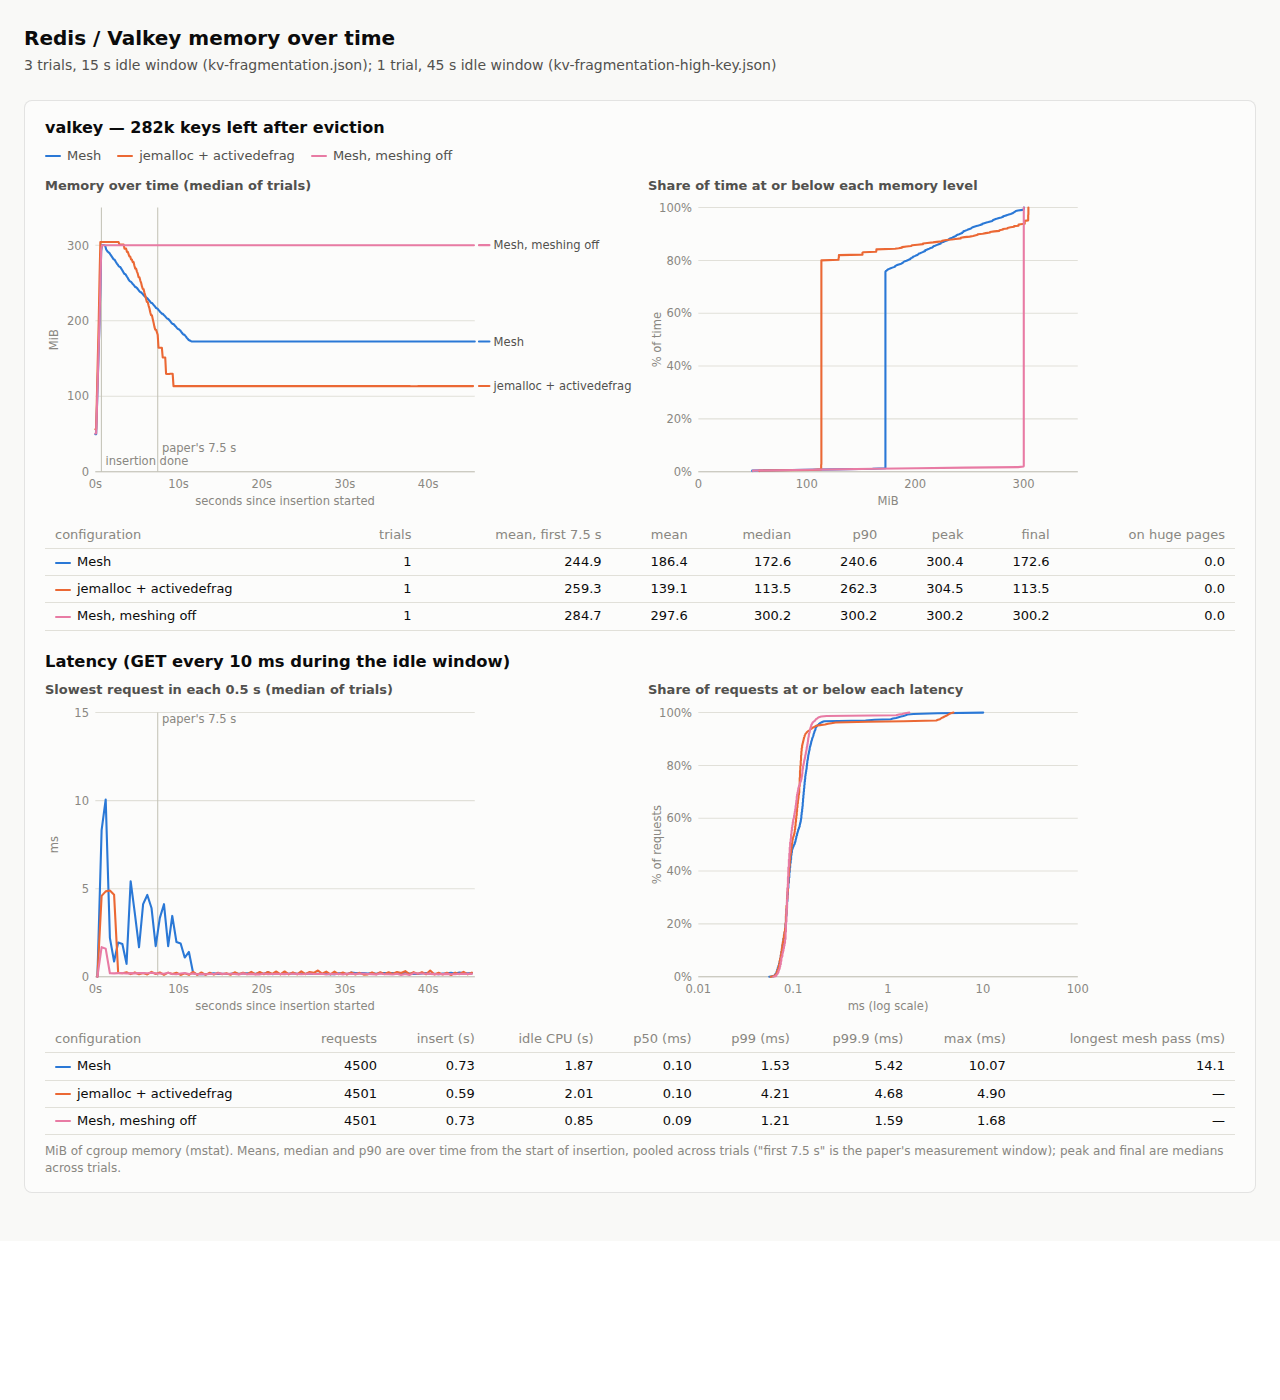 Redis / Valkey memory over time
3 trials, 15 s idle window (kv-fragmentation.json); 1 trial, 45 s idle window (kv-fragmentation-high-key.json)
valkey — 282k keys left after eviction
Mesh jemalloc + activedefrag Mesh, meshing off
Memory over time (median of trials)
300
200
100
0
MiB
Mesh, meshing off
Mesh
jemalloc + activedefrag
paper's 7.5 s
insertion done
0s 10s 20s 30s 40s
seconds since insertion started
Share of time at or below each memory level
100%
80%
60%
40%
20%
0%
% of time
0 100 200 300
MiB
configuration trials mean, first 7.5 s mean median p90 peak final on huge pages
Mesh 1 244.9 186.4 172.6 240.6 300.4 172.6 0.0
jemalloc + activedefrag 1 259.3 139.1 113.5 262.3 304.5 113.5 0.0
Mesh, meshing off 1 284.7 297.6 300.2 300.2 300.2 300.2 0.0
Latency (GET every 10 ms during the idle window)
Slowest request in each 0.5 s (median of trials)
15
10
5
0
ms
paper's 7.5 s
0s 10s 20s 30s 40s
seconds since insertion started
Share of requests at or below each latency
100%
80%
60%
40%
20%
0%
% of requests
0.01 0.1 1 10 100
ms (log scale)
configuration requests insert (s) idle CPU (s) p50 (ms) p99 (ms) p99.9 (ms) max (ms) longest mesh pass (ms)
Mesh 4500 0.73 1.87 0.10 1.53 5.42 10.07 14.1
jemalloc + activedefrag 4501 0.59 2.01 0.10 4.21 4.68 4.90 —
Mesh, meshing off 4501 0.73 0.85 0.09 1.21 1.59 1.68 —
MiB of cgroup memory (mstat). Means, median and p90 are over time from the start of insertion, pooled across trials ("first 7.5 s" is the paper's measurement window); peak and final are medians
across trials.